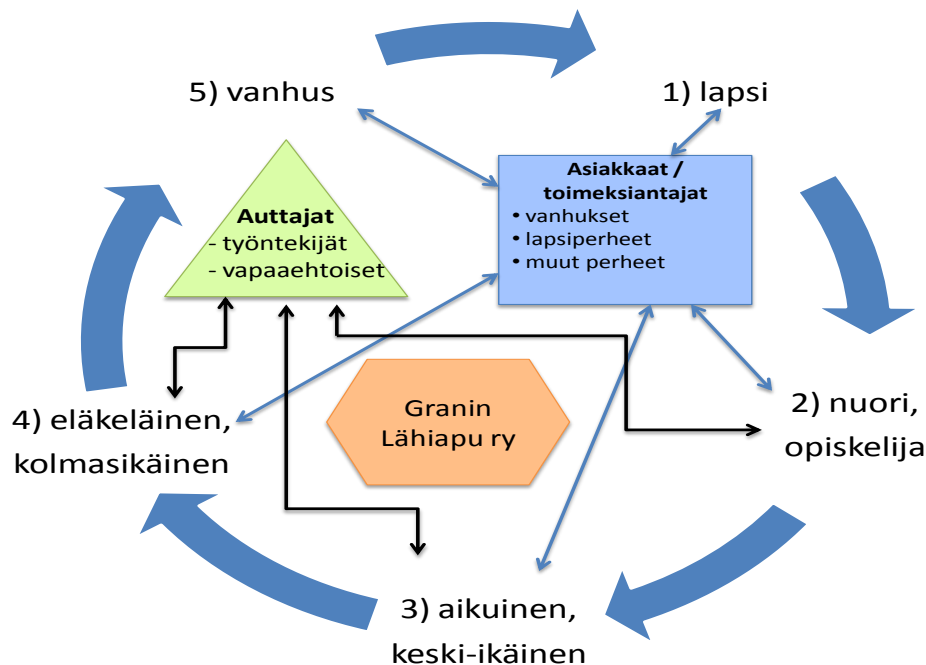 5) vanhus
1) lapsi
Asiakkaat /
toimeksiantajat
• vanhukset
• lapsiperheet
• muut perheet
Auttajat
- työntekijät
- vapaaehtoiset
Granin
Lähiapu ry
2) nuori,
opiskelija
4) eläkeläinen,
kolmasikäinen
3) aikuinen,
keski-ikäinen